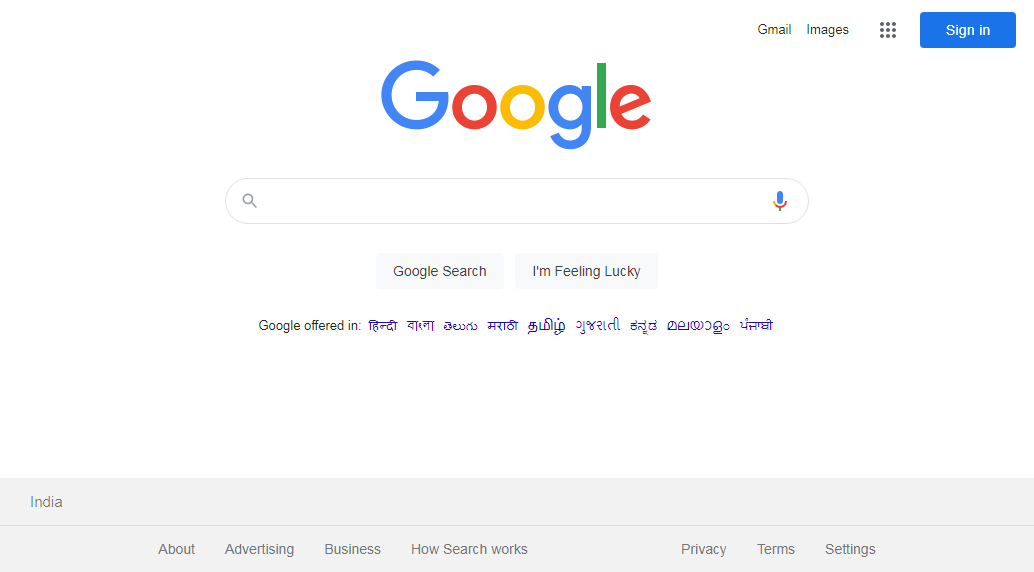 Gmail Images Sign in
Google
Google Search I'm Feeling Lucky
Google offered in: हिन्दी বাংলা తెలుగు मराठी தமிழ் ગુજરાતી ಕನ್ನಡ മലയാളം ਪੰਜਾਬੀ
India
About Advertising Business How Search works Privacy Terms Settings